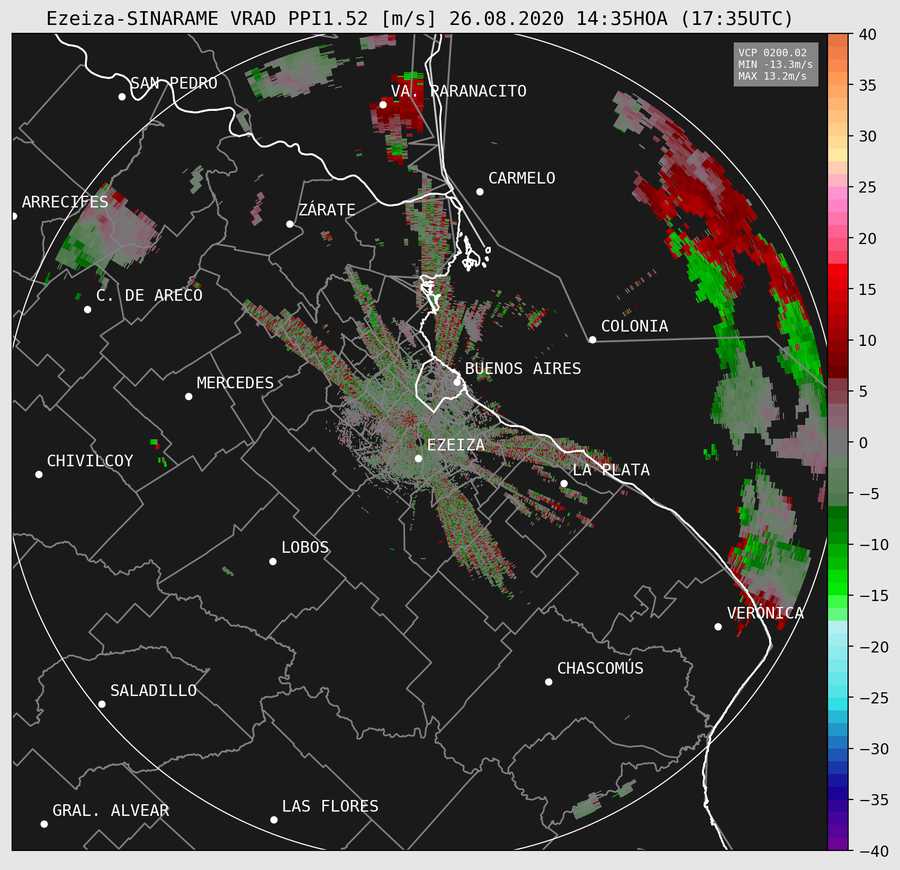 Ezeiza-SINARAME VRAD PPI1.52 [m/s] 26.08.2020 14:35HOA (17:35UTC)
VCP 0200.02
MIN -13.3m/s
MAX 13.2m/s
SAN PEDRO
VA. PARANACITO
CARMELO
ARRECIFES
ZÁRATE
C. DE ARECO
COLONIA
MERCEDES
BUENOS AIRES
EZEIZA
CHIVILCOY
LA PLATA
LOBOS
VERÓNICA
CHASCOMÚS
SALADILLO
LAS FLORES
GRAL. ALVEAR
40
35
30
25
20
15
10
5
0
−5
−10
−15
−20
−25
−30
−35
−40